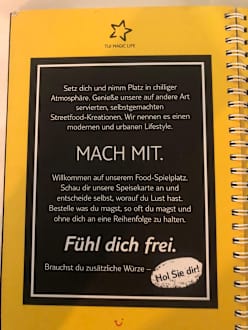 TUI MAGIC LIFE
Setz dich und nimm Platz in chilliger
Atmosphäre. Genieße unsere auf andere Art
servierten, selbstgemachten
Streetfood-Kreationen. Wir nennen es einen
modernen und urbanen Lifestyle.
MACH MIT.
Willkommen auf unserem Food-Spielplatz.
Schau dir unsere Speisekarte an und
entscheide selbst, worauf du Lust hast.
Bestelle was du magst, so oft du magst und
ohne dich an eine Reihenfolge zu halten.
Fühl dich frei.
Brauchst du zusätzliche Würze –
Hol Sie dir!